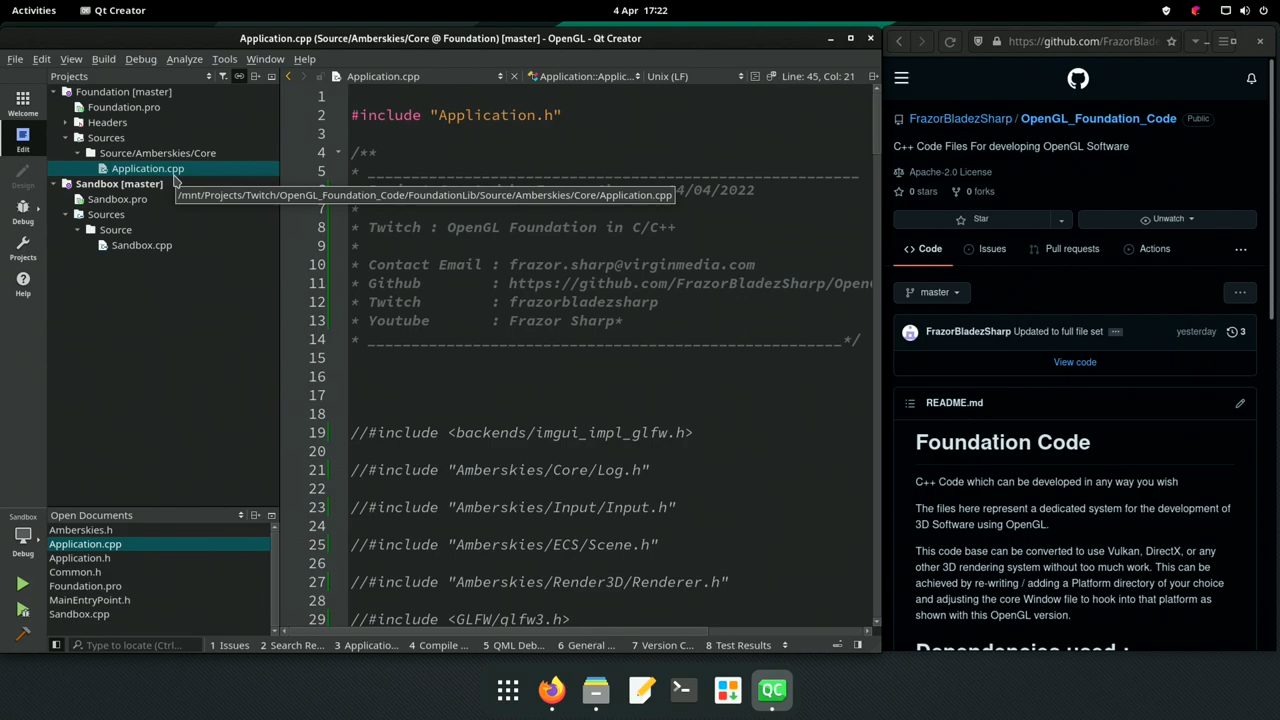 Activities
Qt Creator
4 Apr 17:22
Application.cpp (Source/Amberskies/Core @ Foundation) [master] - OpenGL - Qt Creator
File Edit View Build Debug Analyze Tools Window Help
Projects
Application.cpp
Application::Applic...
Unix (LF)
Line: 45, Col: 21
Welcome
Edit
Design
Debug
Projects
Help
Foundation [master]
Foundation.pro
Headers
Sources
Source/Amberskies/Core
Application.cpp
Sandbox [master]
Sandbox.pro
Sources
Source
Sandbox.cpp
/mnt/Projects/Twitch/OpenGL_Foundation_Code/FoundationLib/Source/Amberskies/Core/Application.cpp
1
2 #include "Application.h"
3
4 /**
5 *
4/04/2022
7 *
8 * Twitch : OpenGL Foundation in C/C++
9 *
10 * Contact Email : frazor.sharp@virginmedia.com
11 * Github : https://github.com/FrazorBladezSharp/Open
12 * Twitch : frazorbladezsharp
13 * Youtube : Frazor Sharp*
14 * */
15
16
17
18
19 //#include <backends/imgui_impl_glfw.h>
20
21 //#include "Amberskies/Core/Log.h"
22
23 //#include "Amberskies/Input/Input.h"
24
25 //#include "Amberskies/ECS/Scene.h"
26
27 //#include "Amberskies/Render3D/Renderer.h"
28
29 //#include <GLFW/glfw3.h>
Open Documents
Amberskies.h
Application.cpp
Application.h
Common.h
Foundation.pro
MainEntryPoint.h
Sandbox.cpp
Sandbox
Debug
Type to locate (Ctrl...
1 Issues
2 Search Re...
3 Applicatio...
4 Compile ...
5 QML Deb...
6 General ...
7 Version C...
8 Test Results
https://github.com/FrazorBlade
FrazorBladezSharp / OpenGL_Foundation_Code
Public
C++ Code Files For developing OpenGL Software
Apache-2.0 License
0 stars
0 forks
Star
Unwatch
Code
Issues
Pull requests
Actions
...
master
...
FrazorBladezSharp Updated to full file set
...
yesterday
3
View code
README.md
Foundation Code
C++ Code which can be developed in any way you wish
The files here represent a dedicated system for the development of
3D Software using OpenGL.
This code base can be converted to use Vulkan, DirectX, or any
other 3D rendering system without too much work. This can be
achieved by re-writing / adding a Platform directory of your choice
and adjusting the core Window file to hook into that platform as
shown with this OpenGL version.
Dependencies used :
QC